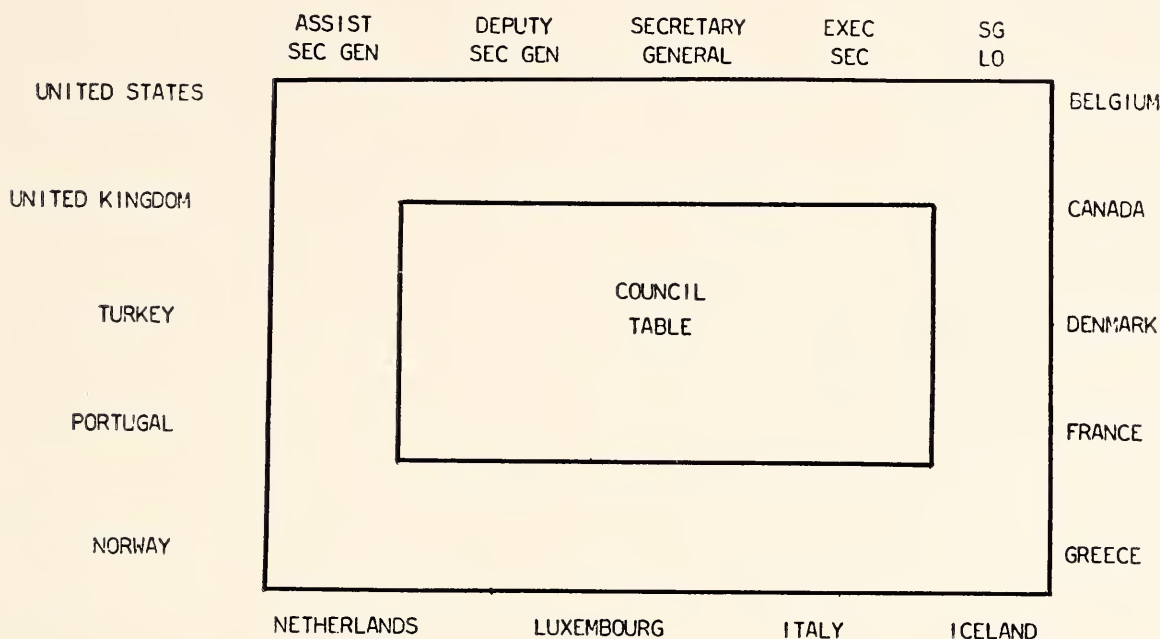 ASSIST DEPUTY SECRETARY EXEC SG
SEC GEN SEC GEN GENERAL SEC LO
UNITED STATES BELGIUM
UNITED KINGDOM CANADA
COUNCIL
TURKEY TABLE DENMARK
PORTUGAL FRANCE
NORWAY GREECE
NETHERLANDS LUXEMBOURG ITALY ICELAND